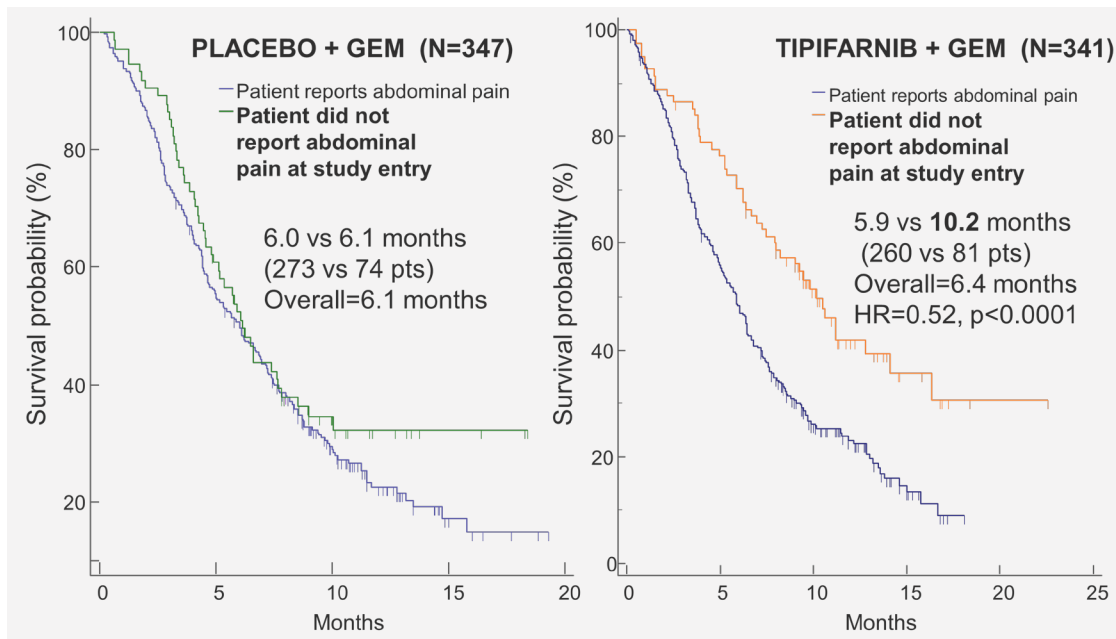 PLACEBO + GEM (N=347)
Patient reports abdominal pain
Patient did not
report abdominal
pain at study entry
6.0 vs 6.1 months
(273 vs 74 pts)
Overall=6.1 months
Survival probability (%)
100
80
60
40
20
0
5
10
15
20
Months
TIPIFARNIB + GEM (N=341)
Patient reports abdominal pain
Patient did not
report abdominal
pain at study entry
5.9 vs 10.2 months
(260 vs 81 pts)
Overall=6.4 months
HR=0.52, p<0.0001
Survival probability (%)
100
80
60
40
20
0
0
5
10
15
20
25
Months